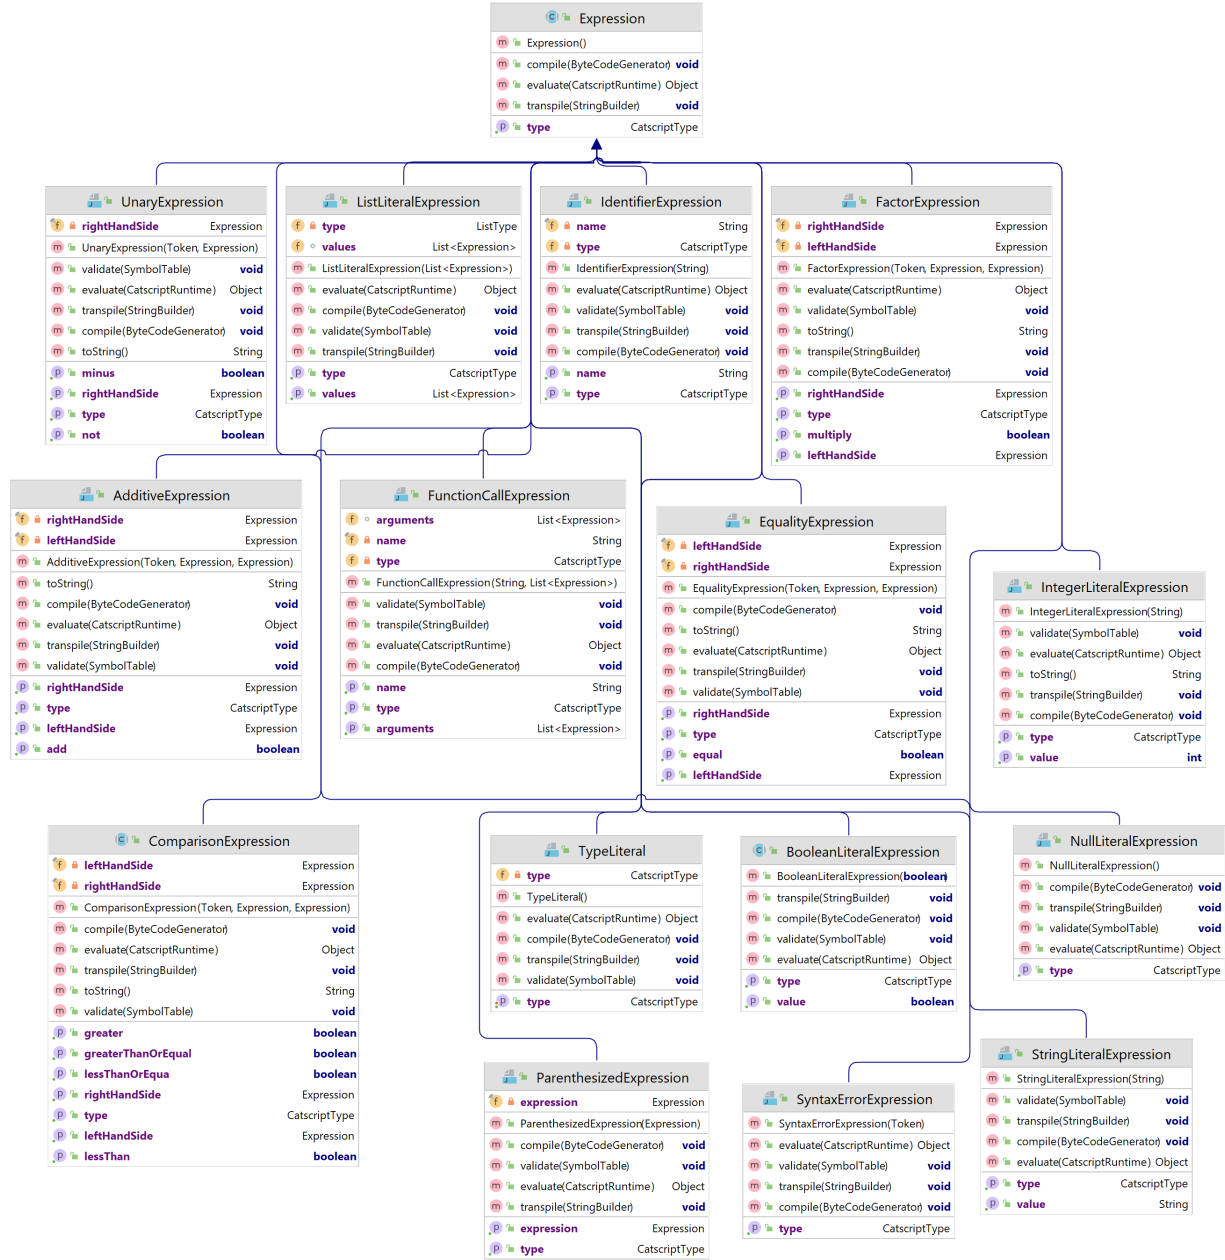 Expression
Expression()
compile(ByteCodeGenerator) void
evaluate(CatscriptRuntime) Object
transpile(StringBuilder) void
type CatscriptType
UnaryExpression
rightHandSide Expression
UnaryExpression(Token, Expression)
validate(SymbolTable) void
evaluate(CatscriptRuntime) Object
transpile(StringBuilder) void
compile(ByteCodeGenerator) void
toString() String
minus boolean
rightHandSide Expression
type CatscriptType
not boolean
ListLiteralExpression
type ListType
values List<Expression>
ListLiteralExpression(List<Expression>)
evaluate(CatscriptRuntime) Object
compile(ByteCodeGenerator) void
validate(SymbolTable) void
transpile(StringBuilder) void
type CatscriptType
values List<Expression>
IdentifierExpression
name String
type CatscriptType
IdentifierExpression(String)
evaluate(CatscriptRuntime) Object
validate(SymbolTable) void
transpile(StringBuilder) void
compile(ByteCodeGenerator) void
name String
type CatscriptType
FactorExpression
rightHandSide Expression
leftHandSide Expression
FactorExpression(Token, Expression, Expression)
evaluate(CatscriptRuntime) Object
validate(SymbolTable) void
toString() String
transpile(StringBuilder) void
compile(ByteCodeGenerator) void
rightHandSide Expression
type CatscriptType
multiply boolean
leftHandSide Expression
AdditiveExpression
rightHandSide Expression
leftHandSide Expression
AdditiveExpression(Token, Expression, Expression)
toString() String
compile(ByteCodeGenerator) void
evaluate(CatscriptRuntime) Object
transpile(StringBuilder) void
validate(SymbolTable) void
rightHandSide Expression
type CatscriptType
leftHandSide Expression
add boolean
FunctionCallExpression
arguments List<Expression>
name String
type CatscriptType
FunctionCallExpression(String, List<Expression>)
validate(SymbolTable) void
transpile(StringBuilder) void
evaluate(CatscriptRuntime) Object
compile(ByteCodeGenerator) void
name String
type CatscriptType
arguments List<Expression>
EqualityExpression
leftHandSide Expression
rightHandSide Expression
EqualityExpression(Token, Expression, Expression)
compile(ByteCodeGenerator) void
toString() String
evaluate(CatscriptRuntime) Object
transpile(StringBuilder) void
validate(SymbolTable) void
rightHandSide Expression
type CatscriptType
equal boolean
leftHandSide Expression
IntegerLiteralExpression
IntegerLiteralExpression(String)
validate(SymbolTable) void
evaluate(CatscriptRuntime) Object
toString() String
transpile(StringBuilder) void
compile(ByteCodeGenerator) void
type CatscriptType
value int
ComparisonExpression
leftHandSide Expression
rightHandSide Expression
ComparisonExpression(Token, Expression, Expression)
compile(ByteCodeGenerator) void
evaluate(CatscriptRuntime) Object
transpile(StringBuilder) void
toString() String
validate(SymbolTable) void
greater boolean
greaterThanOrEqual boolean
lessThanOrEqua boolean
rightHandSide Expression
type CatscriptType
leftHandSide Expression
lessThan boolean
TypeLiteral
type CatscriptType
TypeLiteral()
evaluate(CatscriptRuntime) Object
compile(ByteCodeGenerator) void
transpile(StringBuilder) void
validate(SymbolTable) void
type CatscriptType
BooleanLiteralExpression
BooleanLiteralExpression(boolean)
transpile(StringBuilder) void
compile(ByteCodeGenerator) void
validate(SymbolTable) void
evaluate(CatscriptRuntime) Object
type CatscriptType
value boolean
NullLiteralExpression
NullLiteralExpression()
compile(ByteCodeGenerator) void
transpile(StringBuilder) void
validate(SymbolTable) void
evaluate(CatscriptRuntime) Object
type CatscriptType
ParenthesizedExpression
expression Expression
ParenthesizedExpression(Expression)
compile(ByteCodeGenerator) void
validate(SymbolTable) void
evaluate(CatscriptRuntime) Object
transpile(StringBuilder) void
expression Expression
type CatscriptType
SyntaxErrorExpression
SyntaxErrorExpression(Token)
evaluate(CatscriptRuntime) Object
validate(SymbolTable) void
transpile(StringBuilder) void
compile(ByteCodeGenerator) void
type CatscriptType
StringLiteralExpression
StringLiteralExpression(String)
validate(SymbolTable) void
transpile(StringBuilder) void
compile(ByteCodeGenerator) void
evaluate(CatscriptRuntime) Object
type CatscriptType
value String